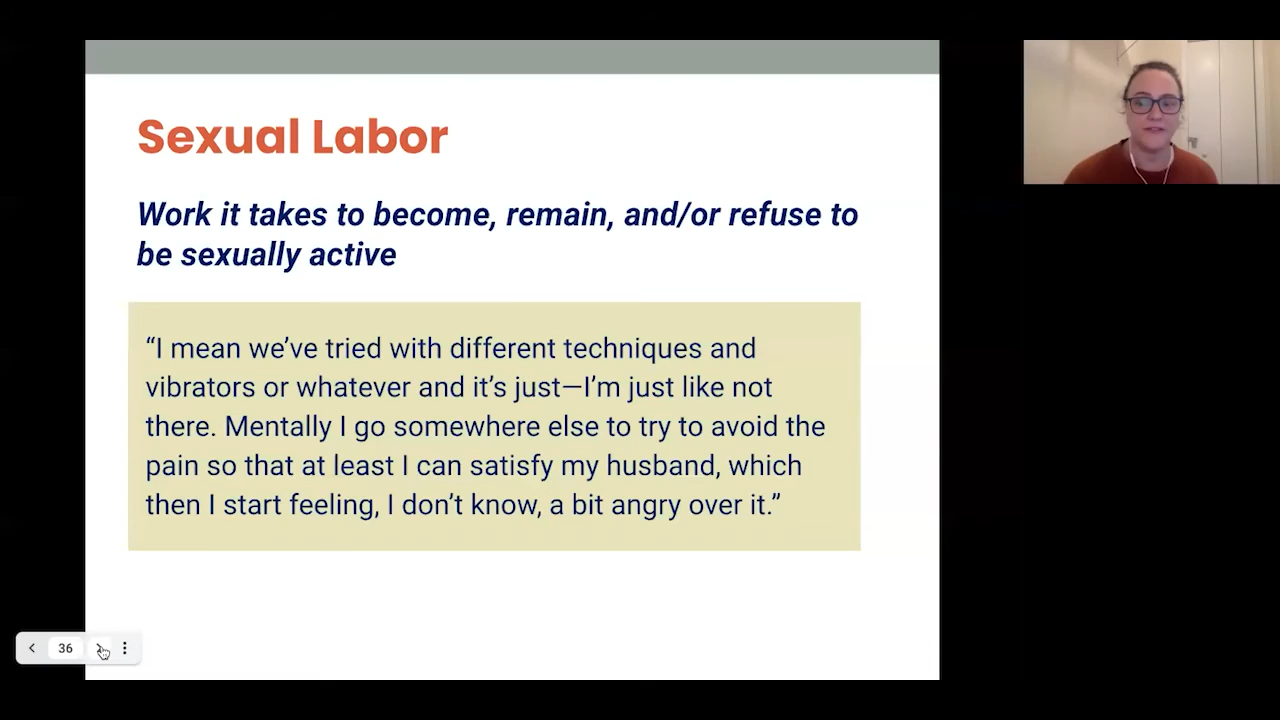 Sexual Labor
Work it takes to become, remain, and/or refuse to
be sexually active
“I mean we’ve tried with different techniques and
vibrators or whatever and it’s just—I’m just like not
there. Mentally I go somewhere else to try to avoid the
pain so that at least I can satisfy my husband, which
then I start feeling, I don’t know, a bit angry over it.”
36